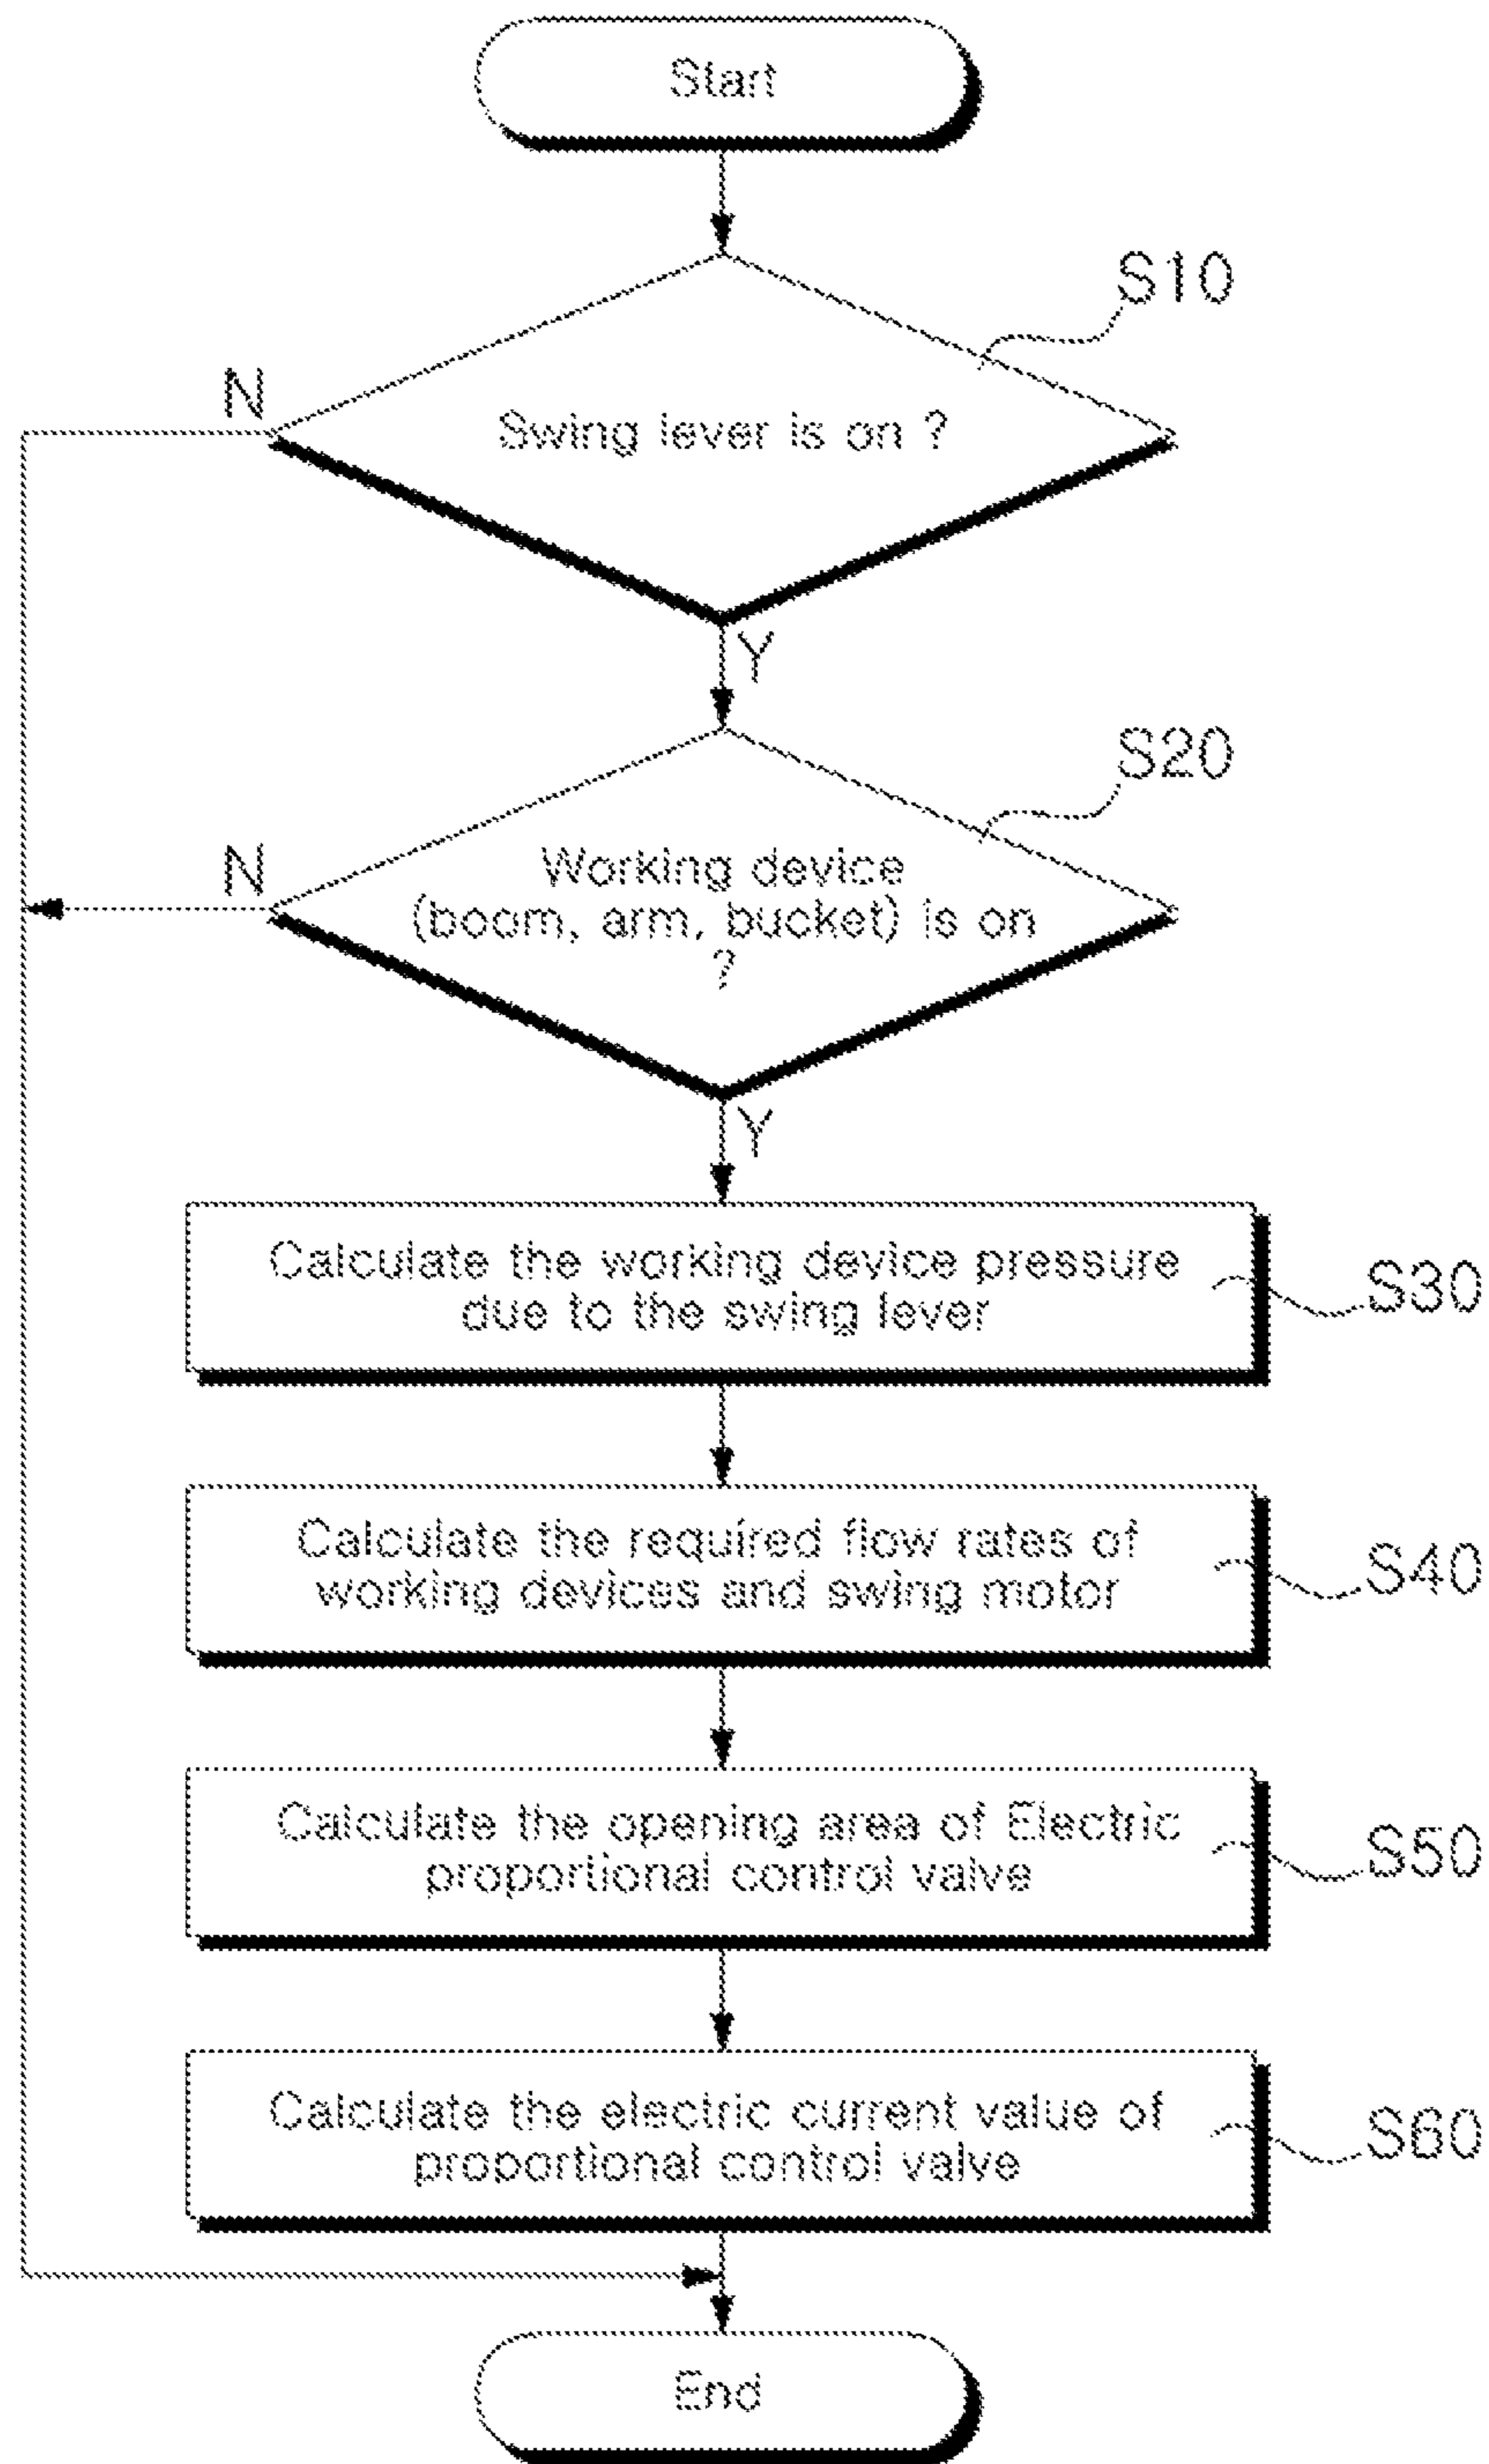 Start
S10
N
Swing lever is on ?
Y
S20
N
Working device
(boom, arm, bucket) is on
?
Y
Calculate the working device pressure
due to the swing lever
S30
Calculate the required flow rates of
working devices and swing motor
S40
Calculate the opening area of Electric
proportional control valve
S50
Calculate the electric current value of
proportional control valve
S60
End